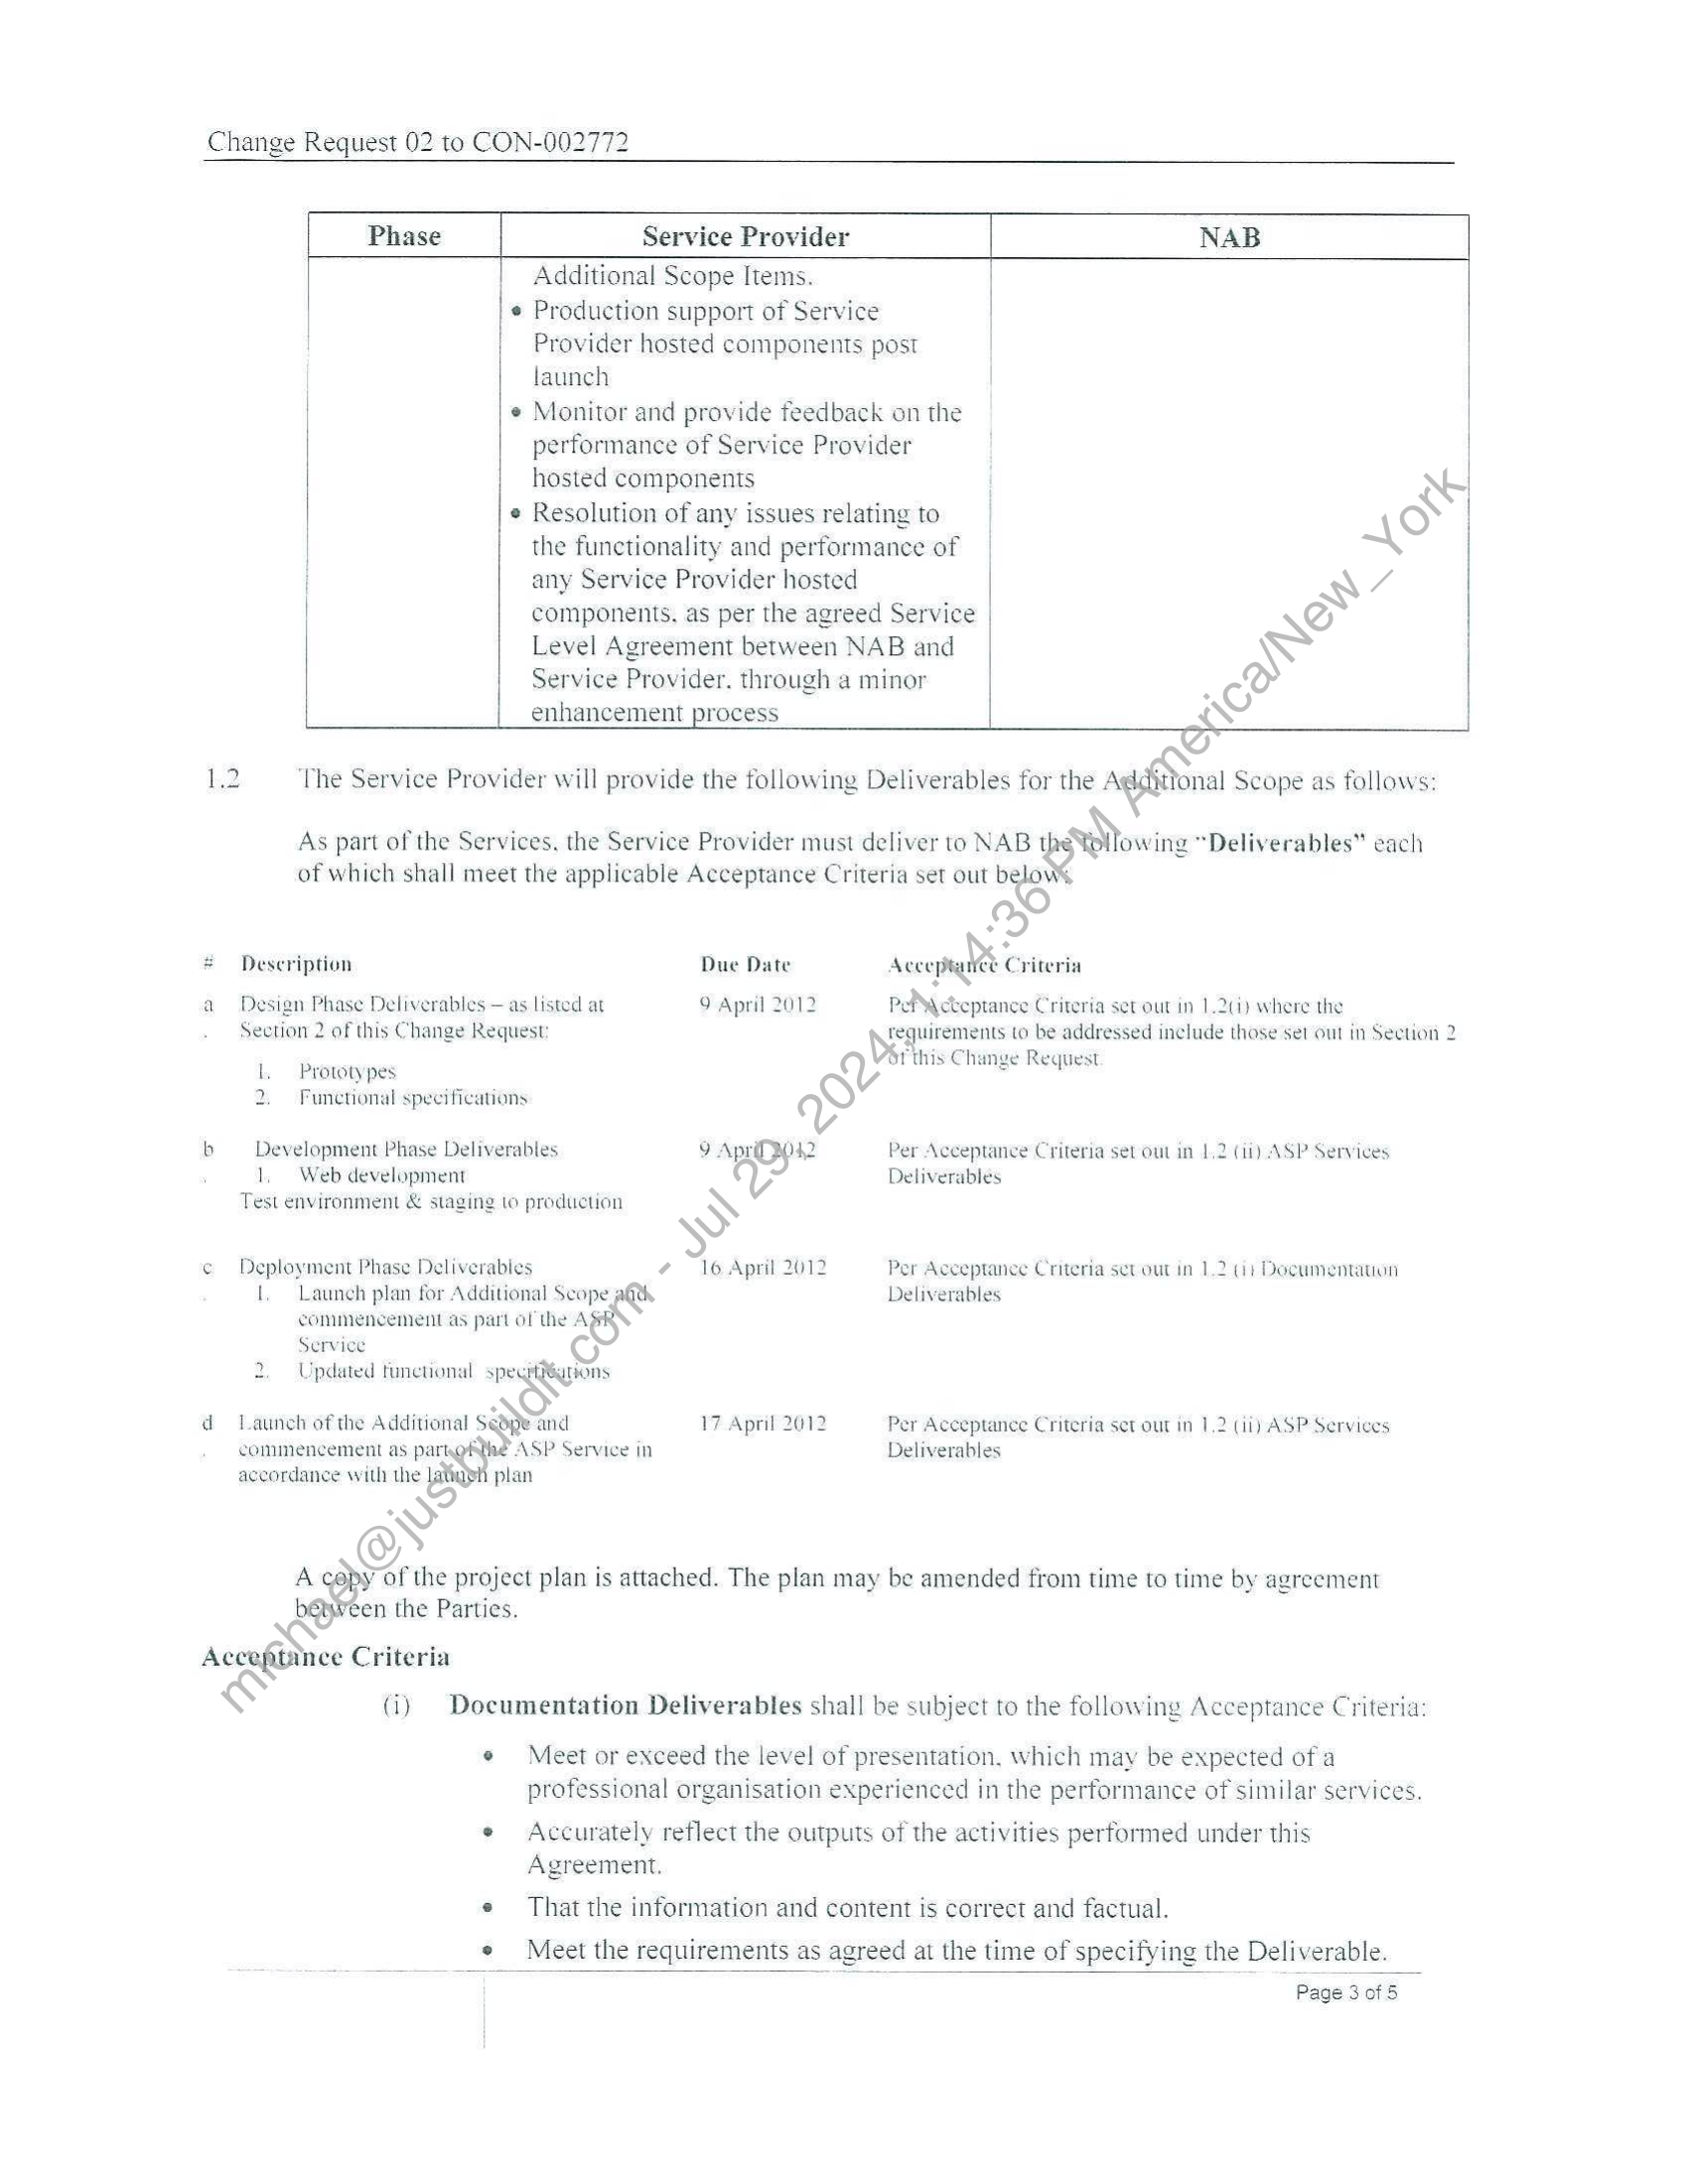 Change Request 02 to CON-002772
Phase
Service Provider
NAB
Additional Scope Items.
• Production support of Service
Provider hosted components post
launch
• Monitor and provide feedback on the
performance of Service Provider
hosted components
• Resolution of any issues relating to
the functionality and performance of
any Service Provider hosted
components, as per the agreed Service
Level Agreement between NAB and
Service Provider, through a minor
enhancement process
1.2 The Service Provider will provide the following Deliverables for the Additional Scope as follows:
As part of the Services, the Service Provider must deliver to NAB the following "Deliverables" each
of which shall meet the applicable Acceptance Criteria set out below:
# Description Due Date Acceptance Criteria
a Design Phase Deliverables – as listed at 9 April 2012 Per Acceptance Criteria set out in 1.2(i) where the
. Section 2 of this Change Request: requirements to be addressed include those set out in Section 2
of this Change Request.
1. Prototypes
2. Functional specifications
b Development Phase Deliverables 9 April 2012 Per Acceptance Criteria set out in 1.2 (ii) ASP Services
. 1. Web development Deliverables
Test environment & staging to production
c Deployment Phase Deliverables 16 April 2012 Per Acceptance Criteria set out in 1.2 (i) Documentation
. 1. Launch plan for Additional Scope and Deliverables
commencement as part of the ASP
Service
2. Updated functional specifications
d Launch of the Additional Scope and 17 April 2012 Per Acceptance Criteria set out in 1.2 (ii) ASP Services
. commencement as part of the ASP Service in Deliverables
accordance with the launch plan
A copy of the project plan is attached. The plan may be amended from time to time by agreement
between the Parties.
Acceptance Criteria
(i) Documentation Deliverables shall be subject to the following Acceptance Criteria:
• Meet or exceed the level of presentation, which may be expected of a
professional organisation experienced in the performance of similar services.
• Accurately reflect the outputs of the activities performed under this
Agreement.
• That the information and content is correct and factual.
• Meet the requirements as agreed at the time of specifying the Deliverable.
Page 3 of 5
michael@justbuildit.com - Jul 29, 2024, 1:14:36 PM America/New_York